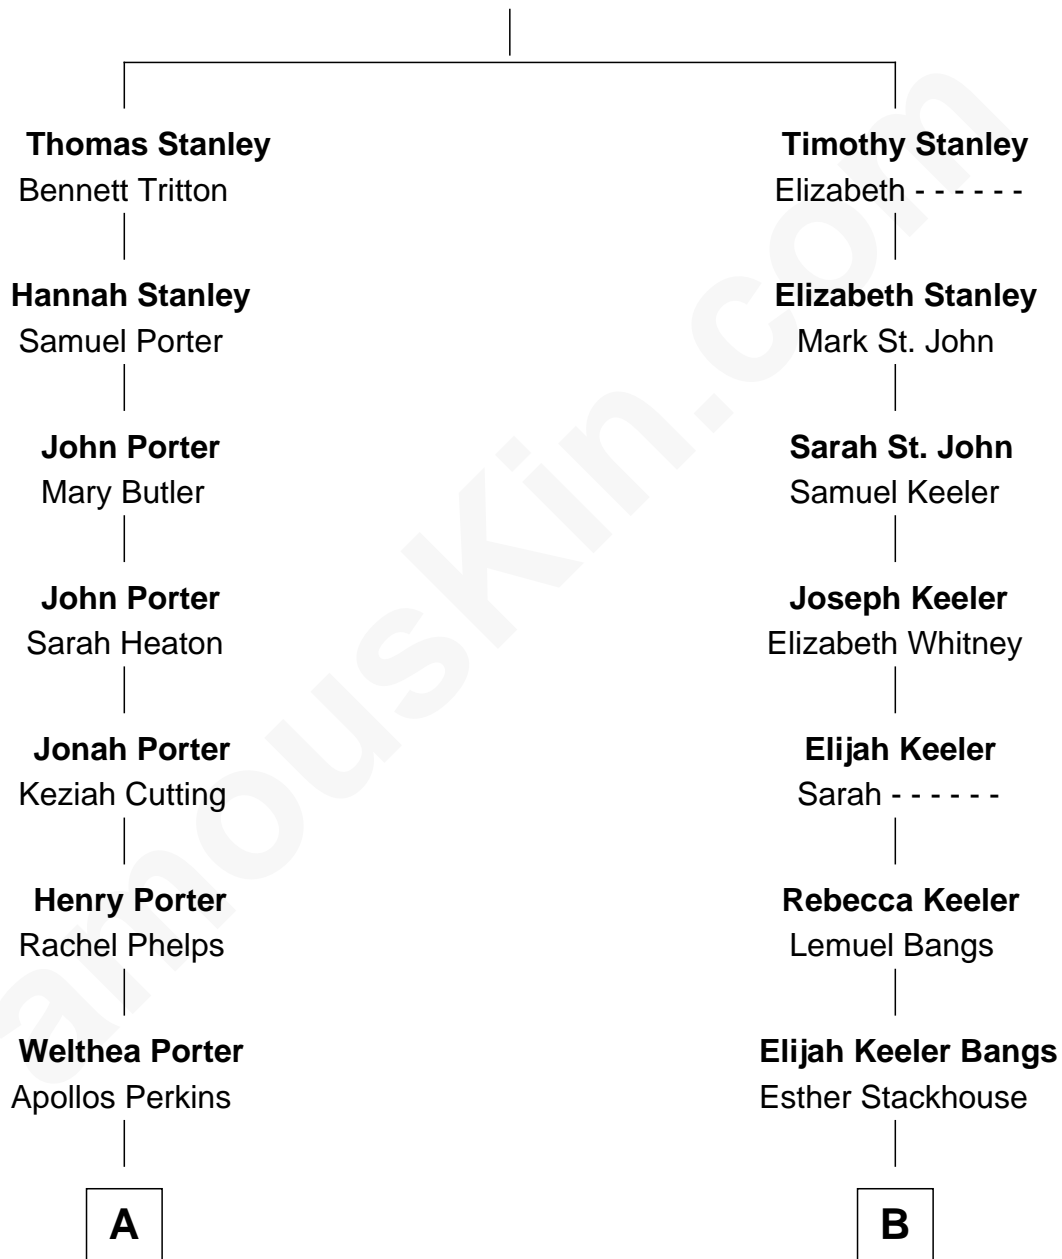 Thomas Stanley
Bennett Tritton
Hannah Stanley
Samuel Porter
John Porter
Mary Butler
John Porter
Sarah Heaton
Jonah Porter
Keziah Cutting
Henry Porter
Rachel Phelps
Welthea Porter
Apollos Perkins
A
Timothy Stanley
Elizabeth - - - - - -
Elizabeth Stanley
Mark St. John
Sarah St. John
Samuel Keeler
Joseph Keeler
Elizabeth Whitney
Elijah Keeler
Sarah - - - - - -
Rebecca Keeler
Lemuel Bangs
Elijah Keeler Bangs
Esther Stackhouse
B
amouskin.com